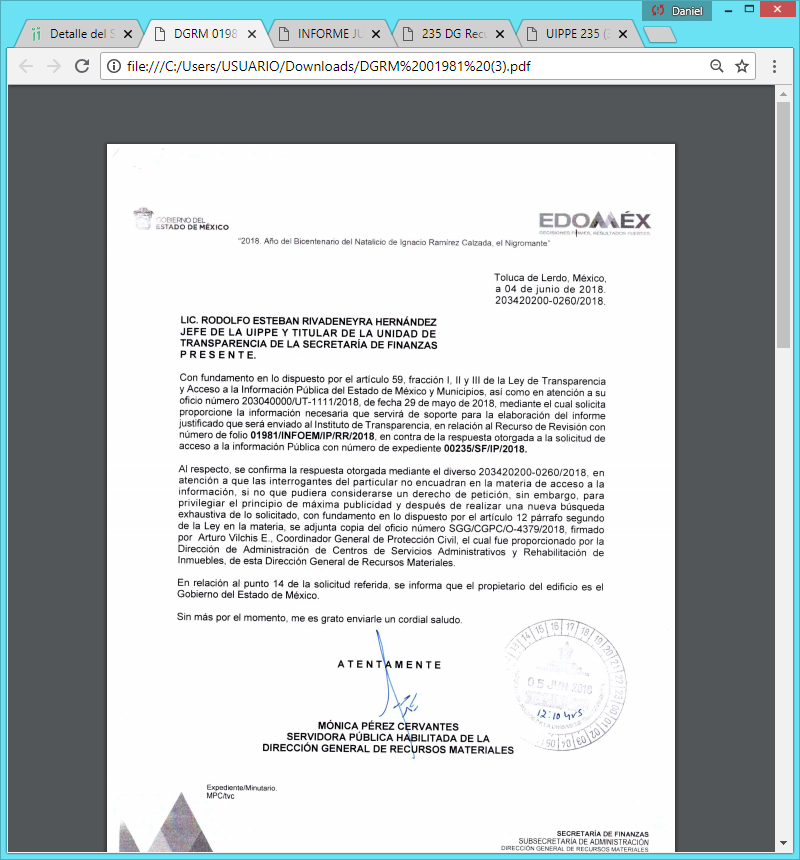 Daniel
Detalle del S
DGRM 0198
INFORME JU
235 DG Rec
UIPPE 235 (
file:///C:/Users/USUARIO/Downloads/DGRM%2001981%20(3).pdf
GOBIERNO DEL
ESTADO DE MÉXICO
EDOMÉX
DECISIONES FIRMES, RESULTADOS FUERTES.
"2018. Año del Bicentenario del Natalicio de Ignacio Ramírez Calzada, el Nigromante"
Toluca de Lerdo, México,
a 04 de junio de 2018.
203420200-0260/2018.
LIC. RODOLFO ESTEBAN RIVADENEYRA HERNÁNDEZ
JEFE DE LA UIPPE Y TITULAR DE LA UNIDAD DE
TRANSPARENCIA DE LA SECRETARÍA DE FINANZAS
P R E S E N T E.
Con fundamento en lo dispuesto por el artículo 59, fracción I, II y III de la Ley de Transparencia
y Acceso a la Información Pública del Estado de México y Municipios, así como en atención a su
oficio número 203040000/UT-1111/2018, de fecha 29 de mayo de 2018, mediante el cual solicita
proporcione la información necesaria que servirá de soporte para la elaboración del informe
justificado que será enviado al Instituto de Transparencia, en relación al Recurso de Revisión con
número de folio 01981/INFOEM/IP/RR/2018, en contra de la respuesta otorgada a la solicitud de
acceso a la información Pública con número de expediente 00235/SF/IP/2018.
Al respecto, se confirma la respuesta otorgada mediante el diverso 203420200-0260/2018, en
atención a que las interrogantes del particular no encuadran en la materia de acceso a la
información, si no que pudiera considerarse un derecho de petición, sin embargo, para
privilegiar el principio de máxima publicidad y después de realizar una nueva búsqueda
exhaustiva de lo solicitado, con fundamento en lo dispuesto por el artículo 12 párrafo segundo
de la Ley en la materia, se adjunta copia del oficio número SGG/CGPC/O-4379/2018, firmado
por Arturo Vilchis E., Coordinador General de Protección Civil, el cual fue proporcionado por la
Dirección de Administración de Centros de Servicios Administrativos y Rehabilitación de
Inmuebles, de esta Dirección General de Recursos Materiales.
En relación al punto 14 de la solicitud referida, se informa que el propietario del edificio es el
Gobierno del Estado de México.
Sin más por el momento, me es grato enviarle un cordial saludo.
A T E N T A M E N T E
05 JUN 2018
12:10 hrs
MÓNICA PÉREZ CERVANTES
SERVIDORA PÚBLICA HABILITADA DE LA
DIRECCIÓN GENERAL DE RECURSOS MATERIALES
Expediente/Minutario.
MPC/tvc
SECRETARÍA DE FINANZAS
SUBSECRETARÍA DE ADMINISTRACIÓN
DIRECCIÓN GENERAL DE RECURSOS MATERIALES